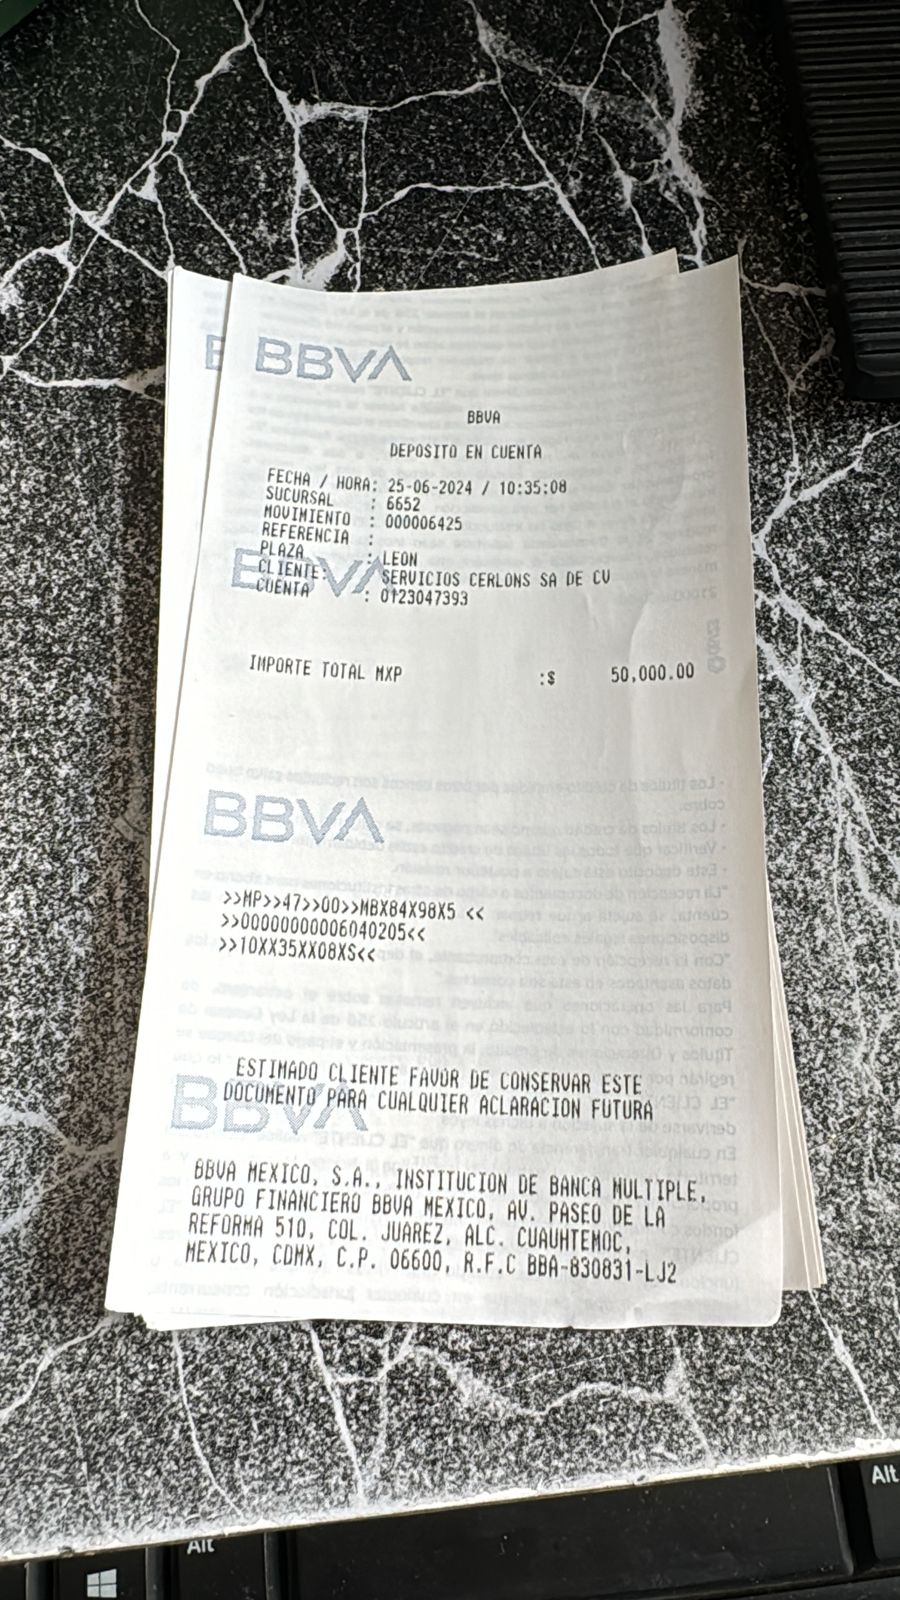 BBVA
BBVA
DEPOSITO EN CUENTA
FECHA / HORA: 25-06-2024 / 10:35:08
SUCURSAL : 6652
MOVIMIENTO : 000006425
REFERENCIA :
PLAZA : LEON
BBVA
CLIENTE: SERVICIOS CERLONS SA DE CV
CUENTA : 0123047393
IMPORTE TOTAL MXP :$ 50,000.00
BBVA
>>MP>>47>>00>>MBX84X98X5 <<
>>00000000006040205<<
>>10XX35XX08XS<<
ESTIMADO CLIENTE FAVOR DE CONSERVAR ESTE
DOCUMENTO PARA CUALQUIER ACLARACION FUTURA
BBVA
BBVA MEXICO, S.A., INSTITUCION DE BANCA MULTIPLE,
GRUPO FINANCIERO BBVA MEXICO, AV. PASEO DE LA
REFORMA 510, COL. JUAREZ, ALC. CUAUHTEMOC,
MEXICO, CDMX, C.P. 06600, R.F.C BBA-830831-LJ2
Alt
Alt